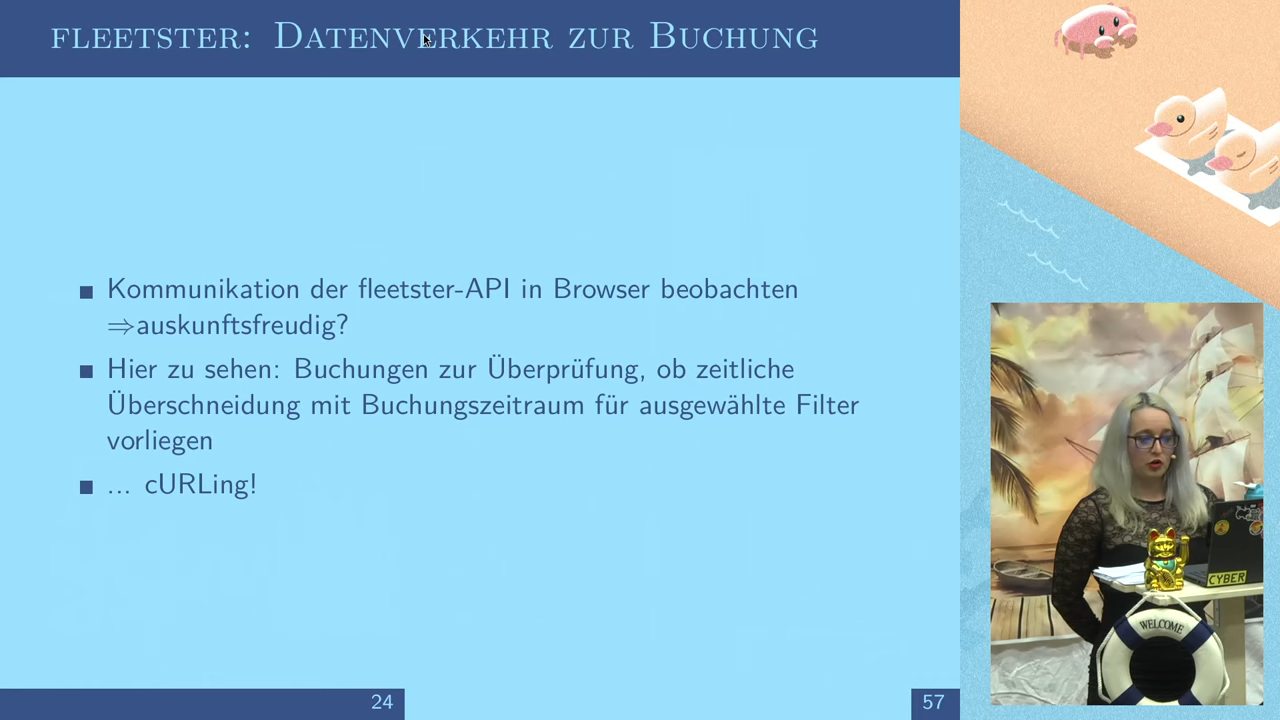 fleetster: Datenverkehr zur Buchung
Kommunikation der fleetster-API in Browser beobachten
⇒auskunftsfreudig?
Hier zu sehen: Buchungen zur Überprüfung, ob zeitliche
Überschneidung mit Buchungszeitraum für ausgewählte Filter
vorliegen
... cURLing!
24
57
CYBER
WELCOME